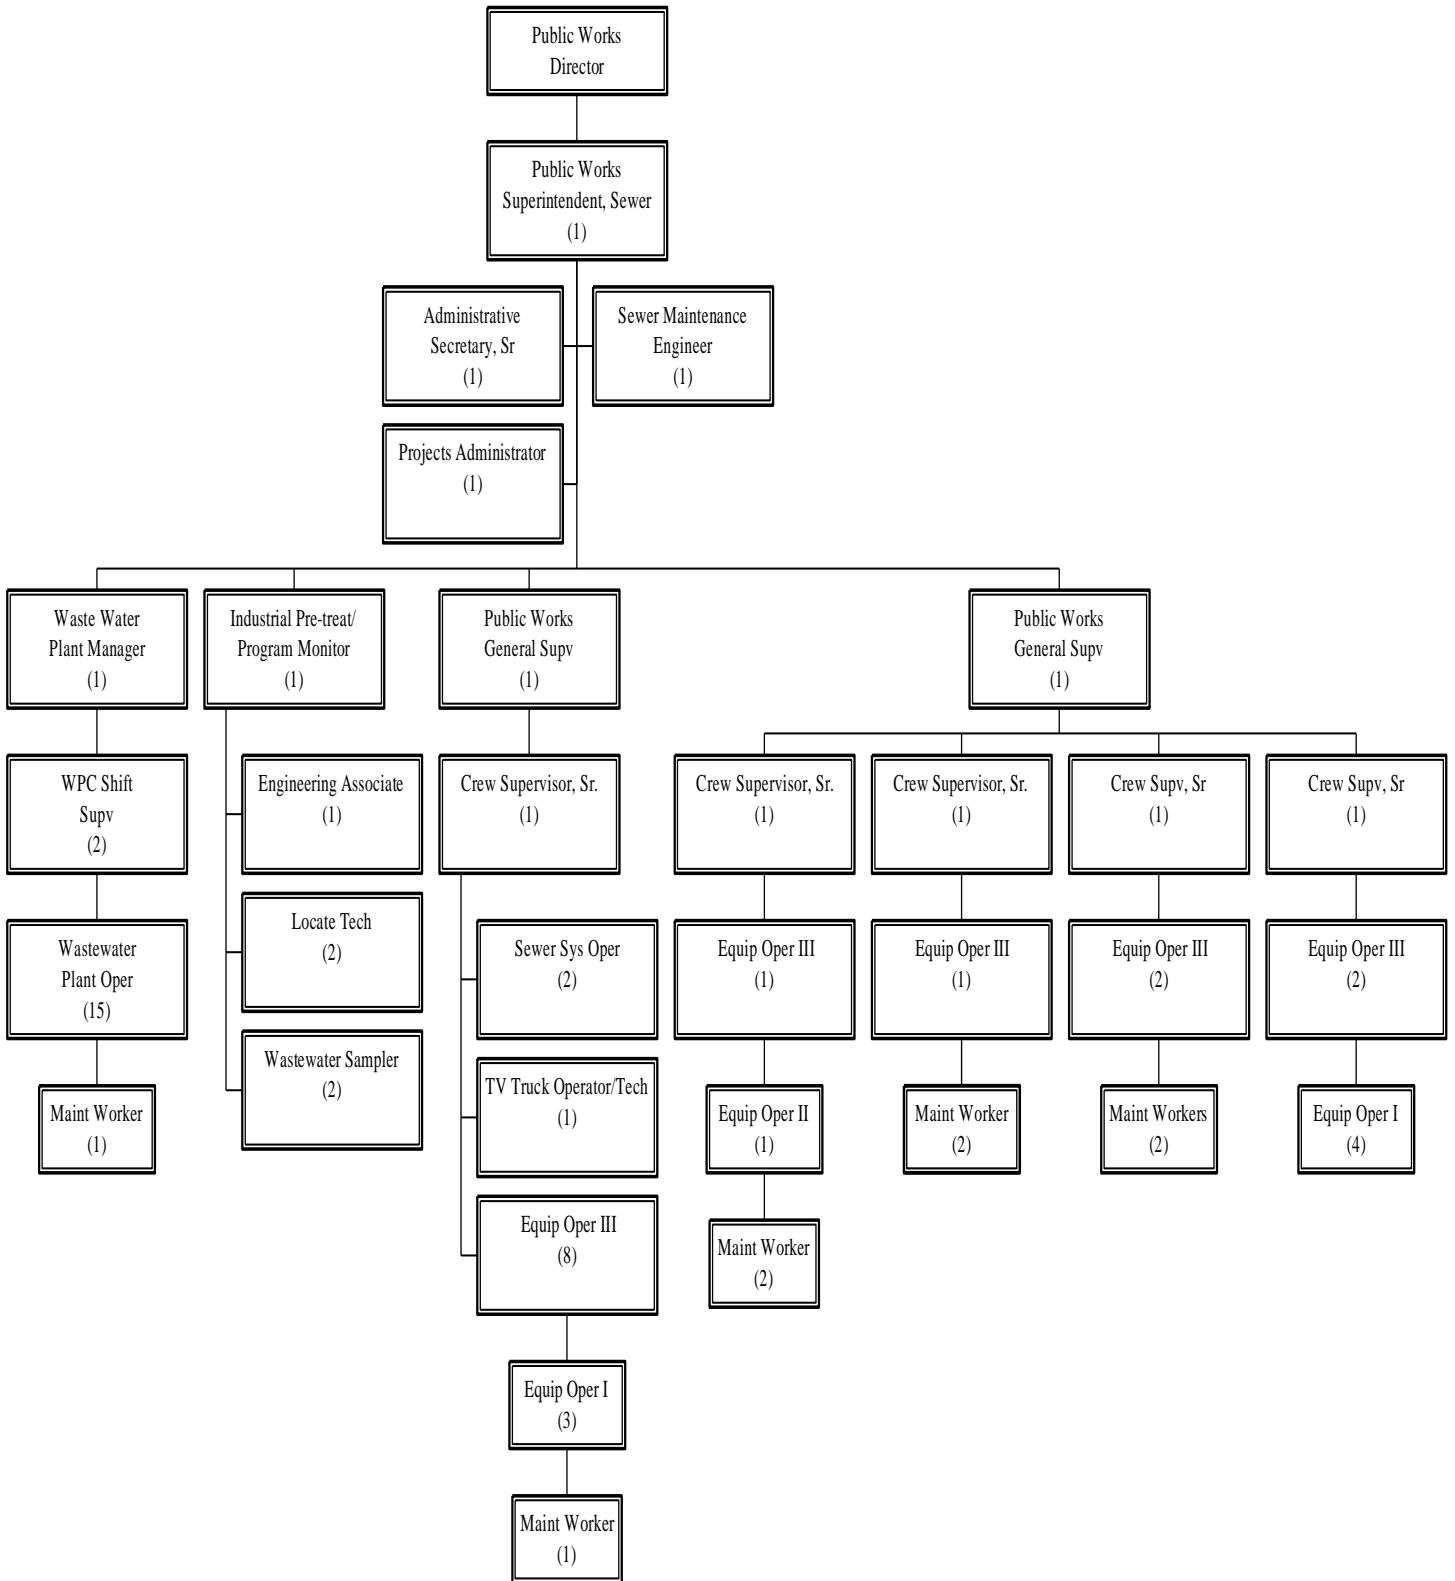 Public Works
Director
Public Works
Superintendent, Sewer
(1)
Administrative
Secretary, Sr
(1)
Sewer Maintenance
Engineer
(1)
Projects Administrator
(1)
Waste Water
Plant Manager
(1)
Industrial Pre-treat/
Program Monitor
(1)
Public Works
General Supv
(1)
Public Works
General Supv
(1)
WPC Shift
Supv
(2)
Engineering Associate
(1)
Crew Supervisor, Sr.
(1)
Crew Supervisor, Sr.
(1)
Crew Supervisor, Sr.
(1)
Crew Supv, Sr
(1)
Crew Supv, Sr
(1)
Wastewater
Plant Oper
(15)
Locate Tech
(2)
Sewer Sys Oper
(2)
Equip Oper III
(1)
Equip Oper III
(1)
Equip Oper III
(2)
Equip Oper III
(2)
Maint Worker
(1)
Wastewater Sampler
(2)
TV Truck Operator/Tech
(1)
Equip Oper II
(1)
Maint Worker
(2)
Maint Workers
(2)
Equip Oper I
(4)
Equip Oper III
(8)
Maint Worker
(2)
Equip Oper I
(3)
Maint Worker
(1)